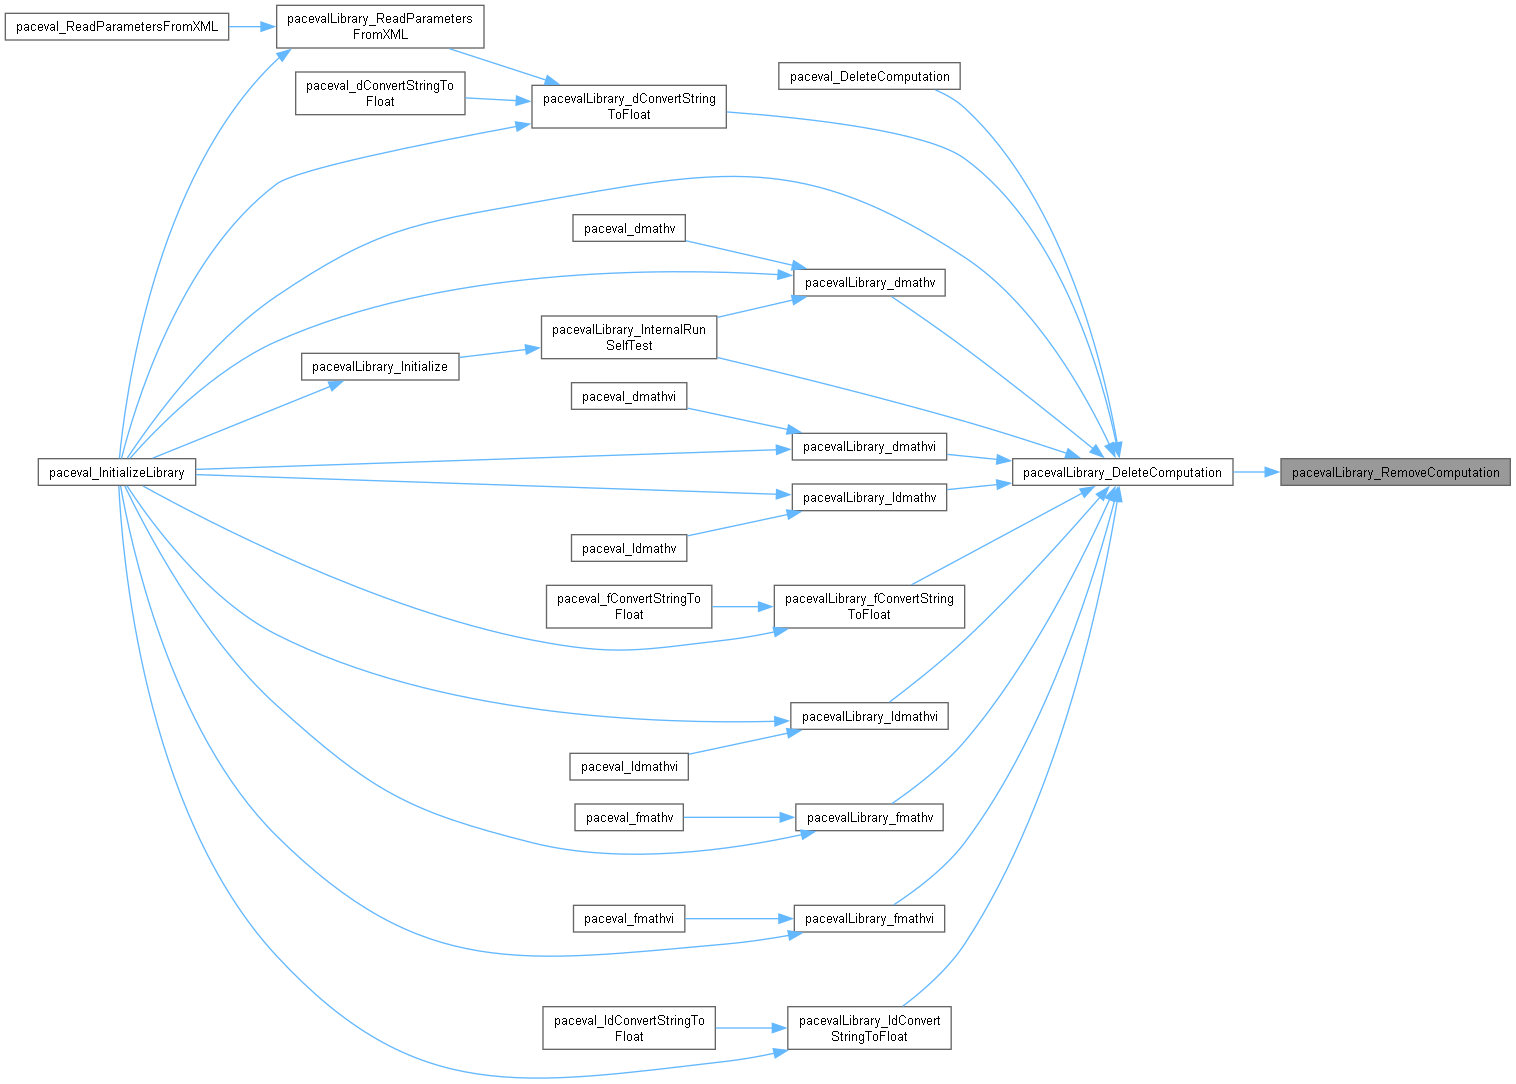 paceval_ReadParametersFromXML
pacevalLibrary_ReadParameters
FromXML
paceval_dConvertStringTo
Float
pacevalLibrary_dConvertString
ToFloat
paceval_DeleteComputation
paceval_dmathv
pacevalLibrary_dmathv
pacevalLibrary_InternalRun
SelfTest
pacevalLibrary_Initialize
paceval_dmathvi
pacevalLibrary_dmathvi
paceval_InitializeLibrary
pacevalLibrary_DeleteComputation
pacevalLibrary_RemoveComputation
pacevalLibrary_ldmathv
paceval_ldmathv
paceval_fConvertStringTo
Float
pacevalLibrary_fConvertString
ToFloat
pacevalLibrary_ldmathvi
paceval_ldmathvi
paceval_fmathv
pacevalLibrary_fmathv
paceval_fmathvi
pacevalLibrary_fmathvi
paceval_ldConvertStringTo
Float
pacevalLibrary_ldConvert
StringToFloat